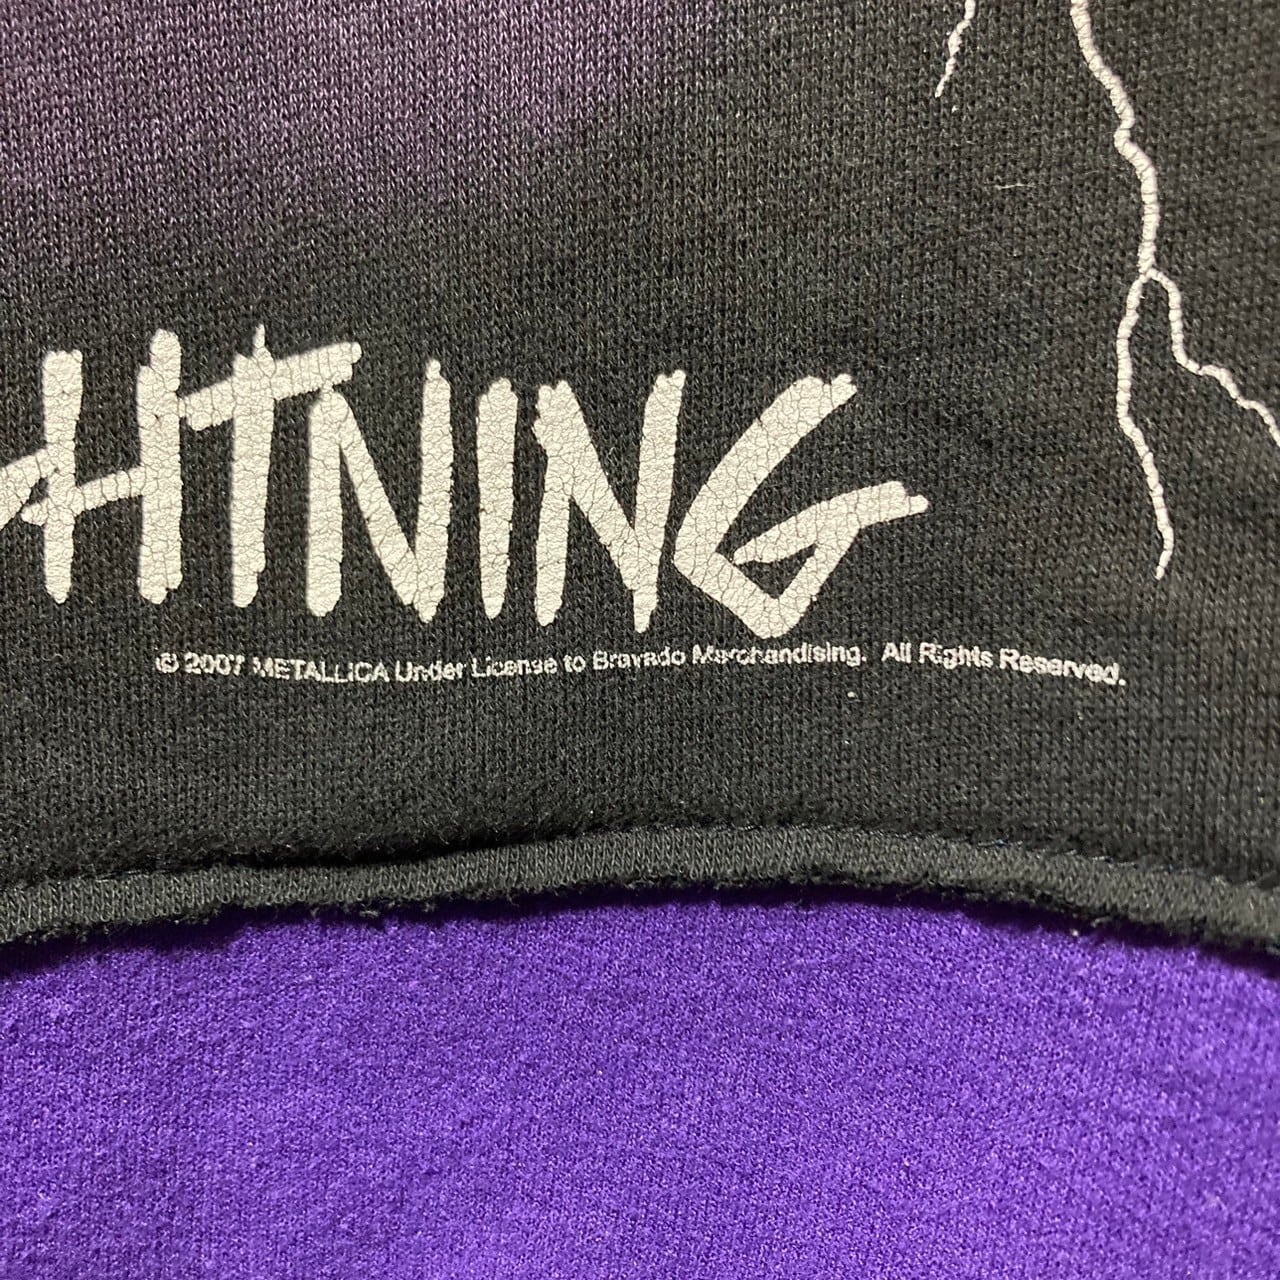 HTNING
© 2007 METALLICA Under License to Bravado Merchandising. All Rights Reserved.